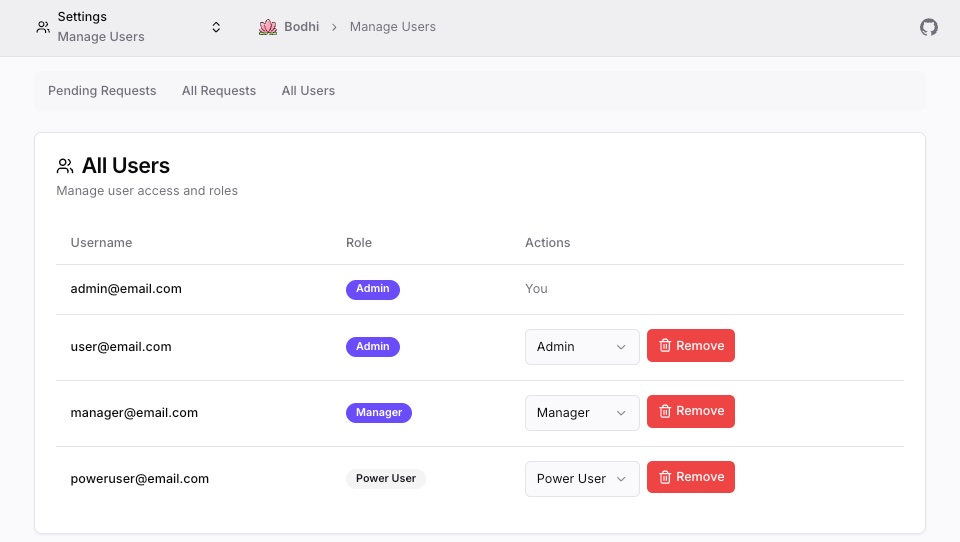 Settings
Manage Users
Bodhi > Manage Users
Pending Requests All Requests All Users
All Users
Manage user access and roles
Username Role Actions
admin@email.com Admin You
user@email.com Admin Admin Remove
manager@email.com Manager Manager Remove
poweruser@email.com Power User Power User Remove